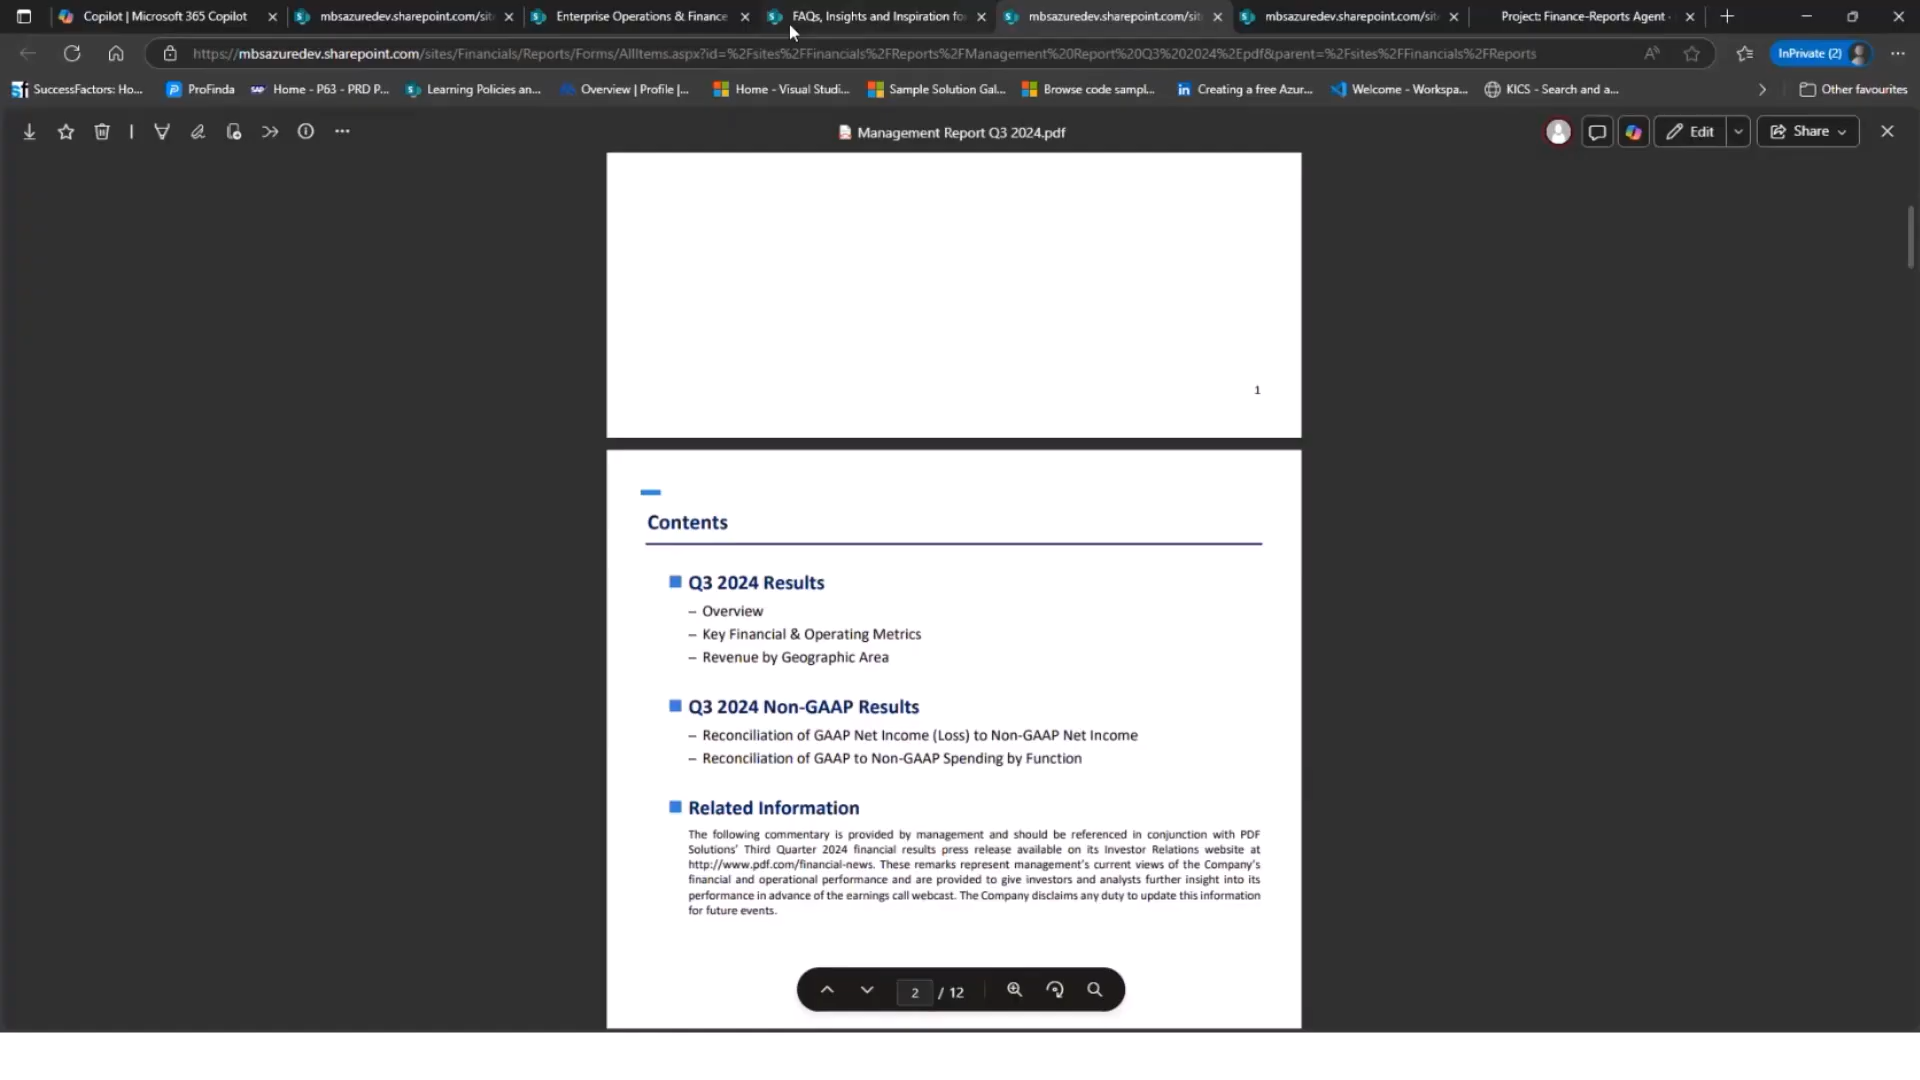 Copilot | Microsoft 365 Copilot
mbsazuredev.sharepoint.com/sit
Enterprise Operations & Finance
FAQs, Insights and Inspiration fo
mbsazuredev.sharepoint.com/sit
mbsazuredev.sharepoint.com/sit
Project: Finance-Reports Agent -
https://mbsazuredev.sharepoint.com/sites/Financials/Reports/Forms/AllItems.aspx?id=%2Fsites%2FFinancials%2FReports%2FManagement%20Report%20Q3%202024%2Epdf&parent=%2Fsites%2FFinancials%2FReports
InPrivate (2)
SuccessFactors: Ho...
ProFinda
SAP Home - P63 - PRD P...
Learning Policies an...
Overview | Profile |...
Home - Visual Studi...
Sample Solution Gal...
Browse code sampl...
Creating a free Azur...
Welcome - Workspa...
KICS - Search and a...
Other favourites
Management Report Q3 2024.pdf
Edit
Share
1
Contents
Q3 2024 Results
– Overview
– Key Financial & Operating Metrics
– Revenue by Geographic Area
Q3 2024 Non-GAAP Results
– Reconciliation of GAAP Net Income (Loss) to Non-GAAP Net Income
– Reconciliation of GAAP to Non-GAAP Spending by Function
Related Information
The following commentary is provided by management and should be referenced in conjunction with PDF
Solutions' Third Quarter 2024 financial results press release available on its Investor Relations website at
http://www.pdf.com/financial-news. These remarks represent management's current views of the Company's
financial and operational performance and are provided to give investors and analysts further insight into its
performance in advance of the earnings call webcast. The Company disclaims any duty to update this information
for future events.
2 / 12